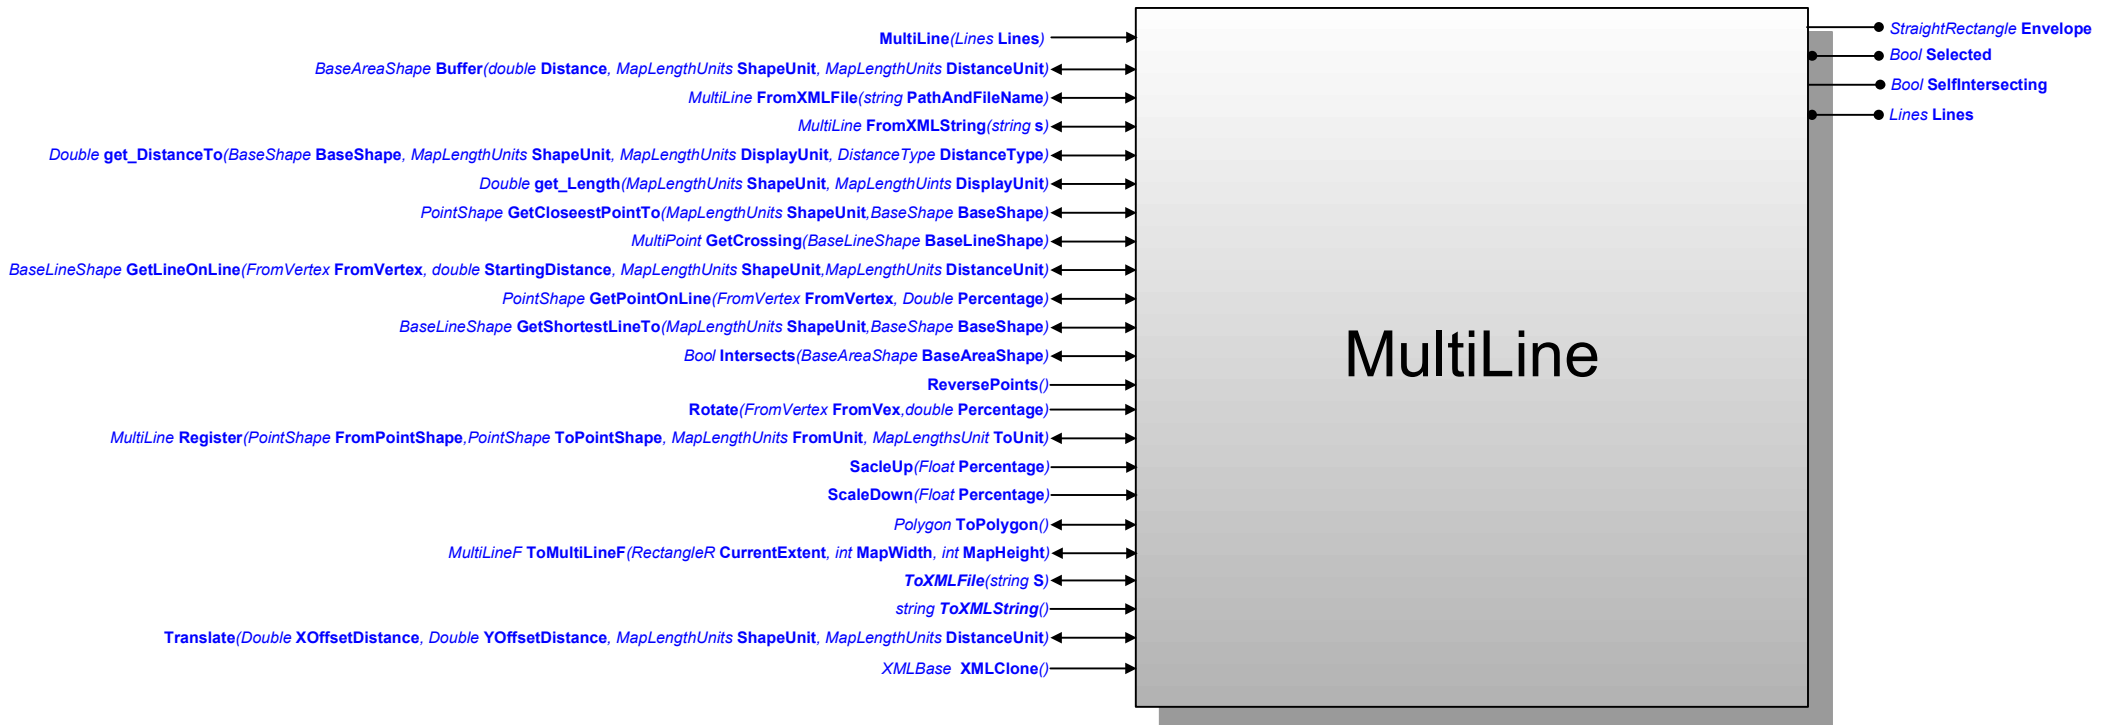 MultiLine(Lines Lines)
BaseAreaShape Buffer(double Distance, MapLengthUnits ShapeUnit, MapLengthUnits DistanceUnit)
MultiLine FromXMLFile(string PathAndFileName)
MultiLine FromXMLString(string s)
Double get_DistanceTo(BaseShape BaseShape, MapLengthUnits ShapeUnit, MapLengthUnits DisplayUnit, DistanceType DistanceType)
Double get_Length(MapLengthUnits ShapeUnit, MapLengthUints DisplayUnit)
PointShape GetCloseestPointTo(MapLengthUnits ShapeUnit,BaseShape BaseShape)
MultiPoint GetCrossing(BaseLineShape BaseLineShape)
BaseLineShape GetLineOnLine(FromVertex FromVertex, double StartingDistance, MapLengthUnits ShapeUnit,MapLengthUnits DistanceUnit)
PointShape GetPointOnLine(FromVertex FromVertex, Double Percentage)
BaseLineShape GetShortestLineTo(MapLengthUnits ShapeUnit,BaseShape BaseShape)
Bool Intersects(BaseAreaShape BaseAreaShape)
ReversePoints()
Rotate(FromVertex FromVex,double Percentage)
MultiLine Register(PointShape FromPointShape,PointShape ToPointShape, MapLengthUnits FromUnit, MapLengthsUnit ToUnit)
SacleUp(Float Percentage)
ScaleDown(Float Percentage)
Polygon ToPolygon()
MultiLineF ToMultiLineF(RectangleR CurrentExtent, int MapWidth, int MapHeight)
ToXMLFile(string S)
string ToXMLString()
Translate(Double XOffsetDistance, Double YOffsetDistance, MapLengthUnits ShapeUnit, MapLengthUnits DistanceUnit)
XMLBase XMLClone()
MultiLine
StraightRectangle Envelope
Bool Selected
Bool SelfIntersecting
Lines Lines